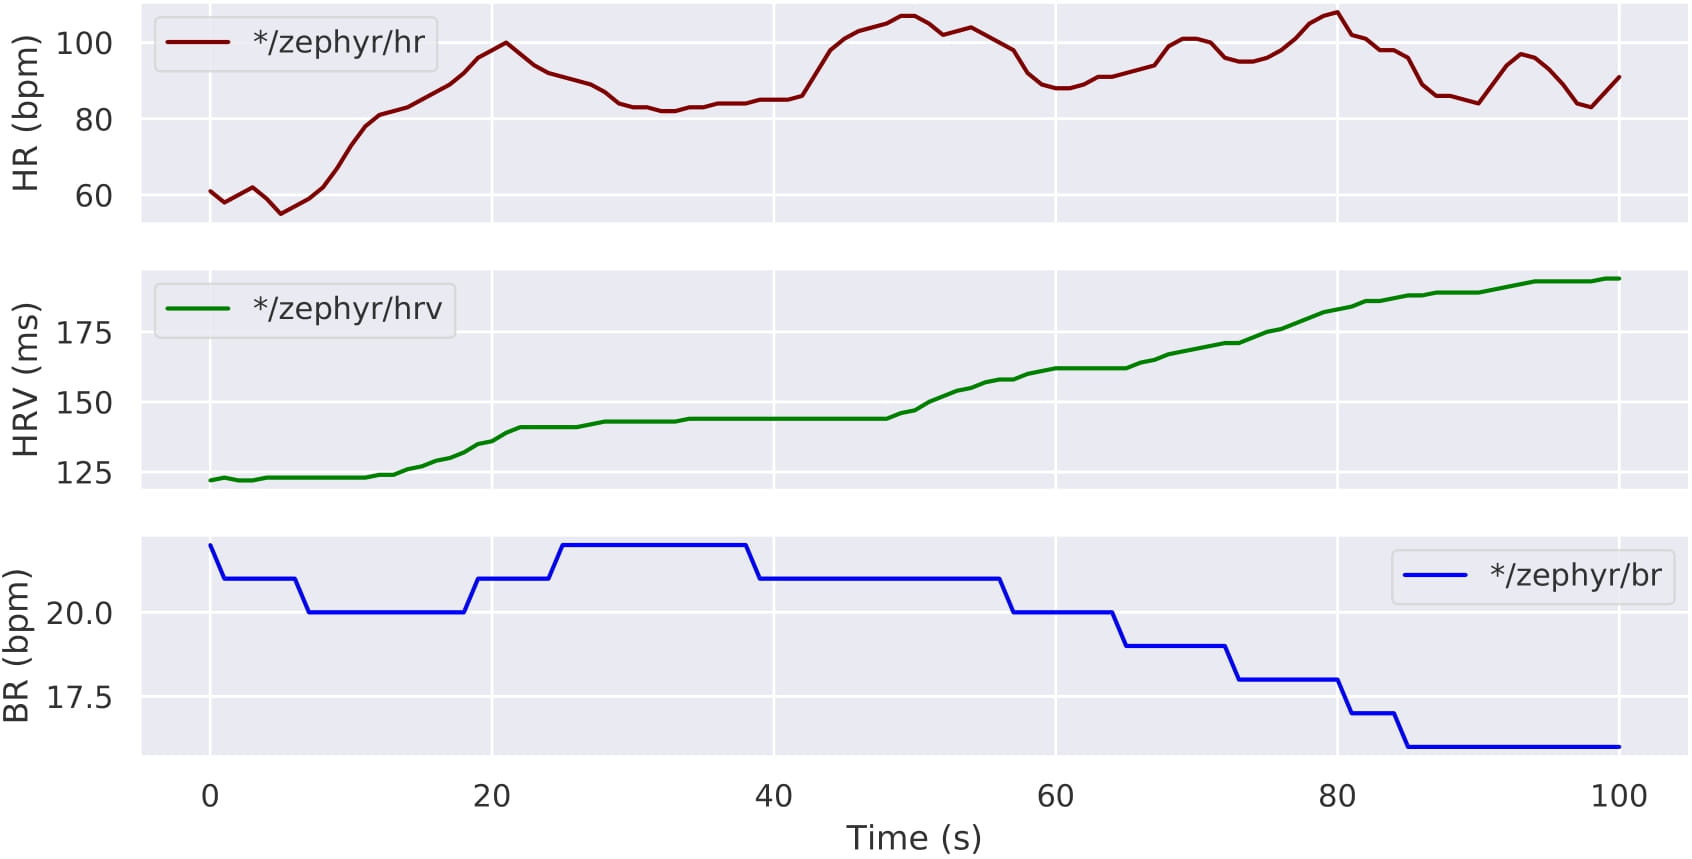 HR (bpm)
100
80
60
*/zephyr/hr
HRV (ms)
175
150
125
*/zephyr/hrv
BR (bpm)
20.0
17.5
*/zephyr/br
0 20 40 60 80 100
Time (s)